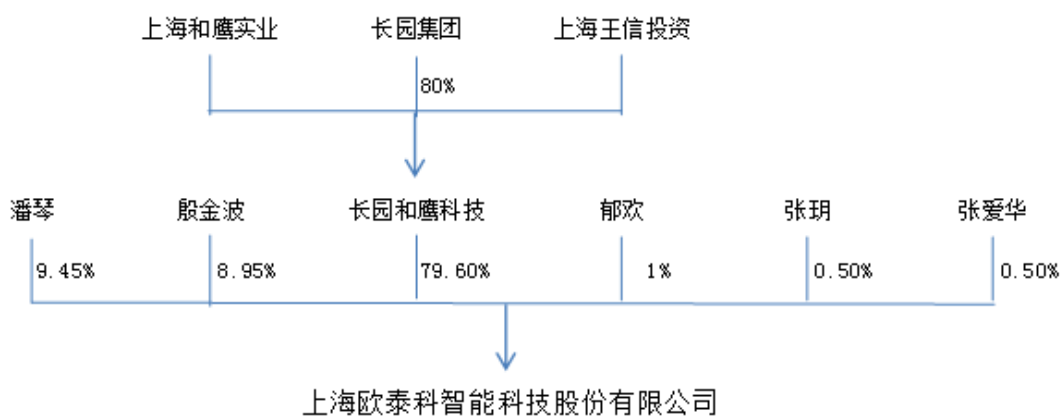 上海和鹰实业 长园集团 上海王信投资
80%
潘琴 殷金波 长园和鹰科技 郁欢 张玥 张爱华
9.45% 8.95% 79.60% 1% 0.50% 0.50%
上海欧泰科智能科技股份有限公司